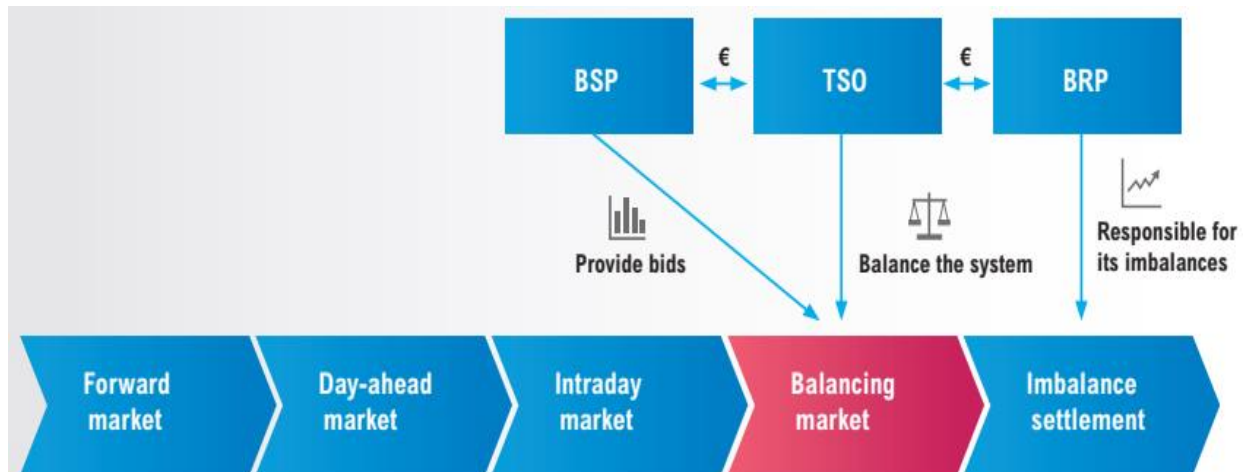 BSP
€
TSO
€
BRP
Provide bids
Balance the system
Responsible for
its imbalances
Forward
market
Day-ahead
market
Intraday
market
Balancing
market
Imbalance
settlement